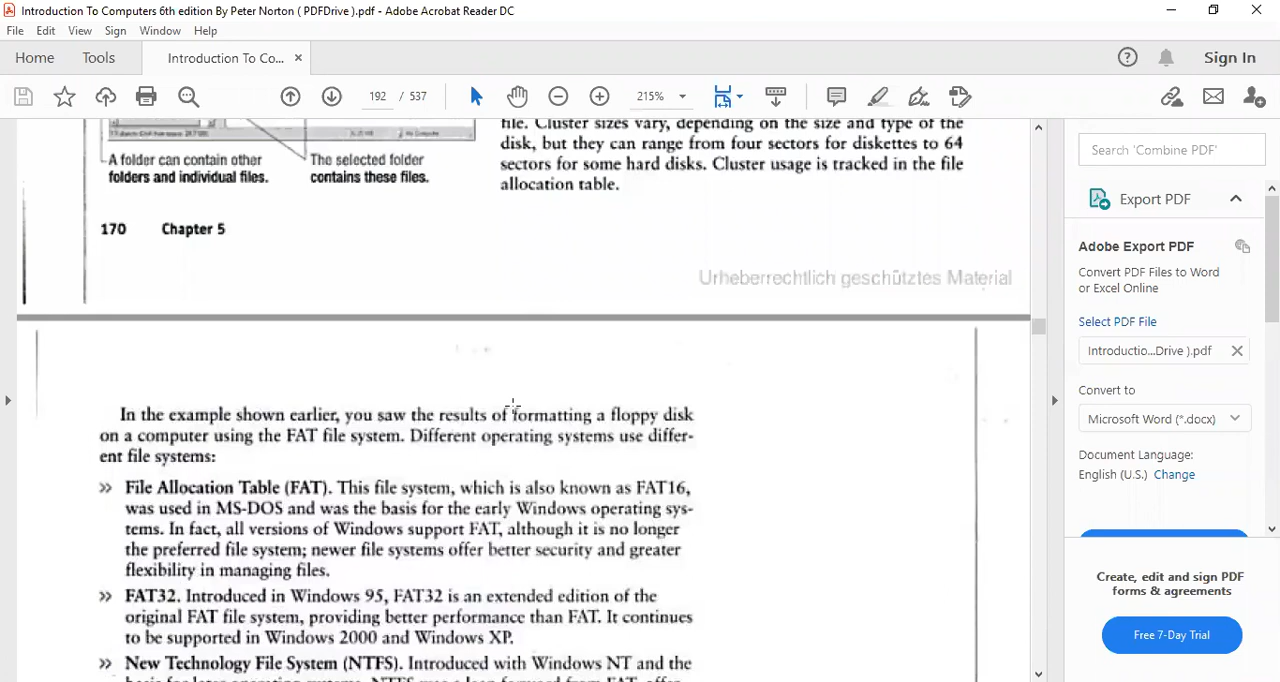 Introduction To Computers 6th edition By Peter Norton ( PDFDrive ).pdf - Adobe Acrobat Reader DC
File Edit View Sign Window Help
Home Tools Introduction To Co... ×
Sign In
192 / 537
215%
A folder can contain other
folders and individual files.
The selected folder
contains these files.
file. Cluster sizes vary, depending on the size and type of the
disk, but they can range from four sectors for diskettes to 64
sectors for some hard disks. Cluster usage is tracked in the file
allocation table.
170 Chapter 5
Urheberrechtlich geschütztes Material
In the example shown earlier, you saw the results of formatting a floppy disk
on a computer using the FAT file system. Different operating systems use differ-
ent file systems:
>> File Allocation Table (FAT). This file system, which is also known as FAT16,
was used in MS-DOS and was the basis for the early Windows operating sys-
tems. In fact, all versions of Windows support FAT, although it is no longer
the preferred file system; newer file systems offer better security and greater
flexibility in managing files.
>> FAT32. Introduced in Windows 95, FAT32 is an extended edition of the
original FAT file system, providing better performance than FAT. It continues
to be supported in Windows 2000 and Windows XP.
>> New Technology File System (NTFS). Introduced with Windows NT and the
Search 'Combine PDF'
Export PDF
Adobe Export PDF
Convert PDF Files to Word
or Excel Online
Select PDF File
Introductio...Drive ).pdf
Convert to
Microsoft Word (*.docx)
Document Language:
English (U.S.) Change
Create, edit and sign PDF
forms & agreements
Free 7-Day Trial